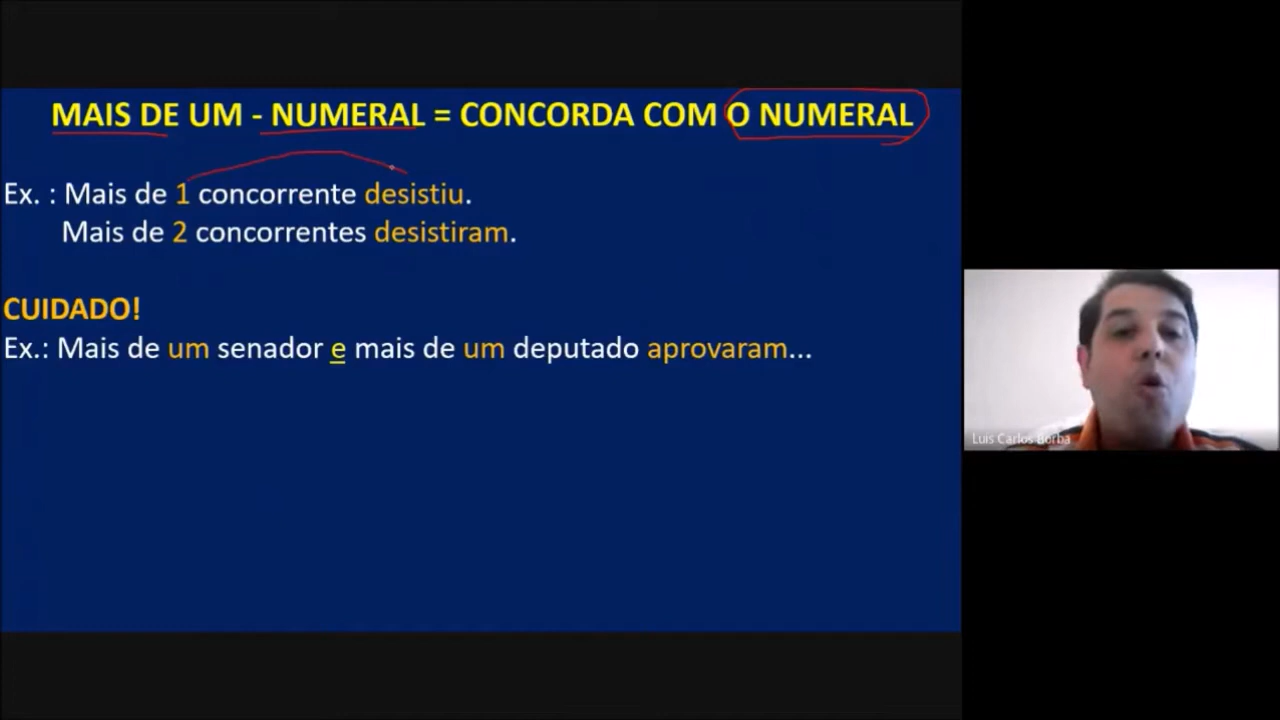 MAIS DE UM - NUMERAL = CONCORDA COM O NUMERAL
Ex. : Mais de 1 concorrente desistiu.
Mais de 2 concorrentes desistiram.
CUIDADO!
Ex.: Mais de um senador e mais de um deputado aprovaram...
Luis Carlos Borba